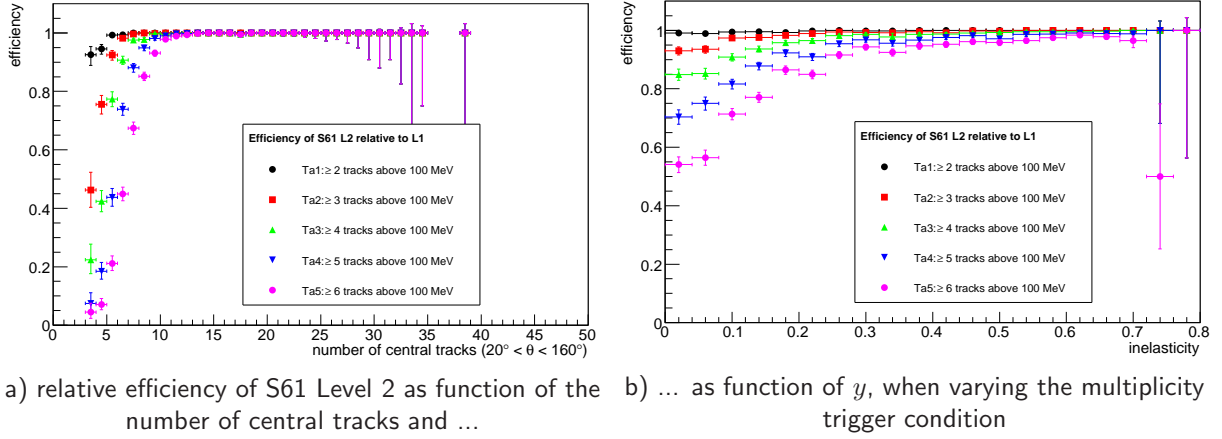 efficiency
1
0.8
0.6
0.4
0.2
0
0 5 10 15 20 25 30 35 40 45 50
number of central tracks (20° < θ < 160°)
Efficiency of S61 L2 relative to L1
Ta1:≥ 2 tracks above 100 MeV
Ta2:≥ 3 tracks above 100 MeV
Ta3:≥ 4 tracks above 100 MeV
Ta4:≥ 5 tracks above 100 MeV
Ta5:≥ 6 tracks above 100 MeV
a) relative efficiency of S61 Level 2 as function of the
number of central tracks and ...
efficiency
1
0.8
0.6
0.4
0.2
0
0 0.1 0.2 0.3 0.4 0.5 0.6 0.7 0.8
inelasticity
Efficiency of S61 L2 relative to L1
Ta1:≥ 2 tracks above 100 MeV
Ta2:≥ 3 tracks above 100 MeV
Ta3:≥ 4 tracks above 100 MeV
Ta4:≥ 5 tracks above 100 MeV
Ta5:≥ 6 tracks above 100 MeV
b) ... as function of y, when varying the multiplicity
trigger condition